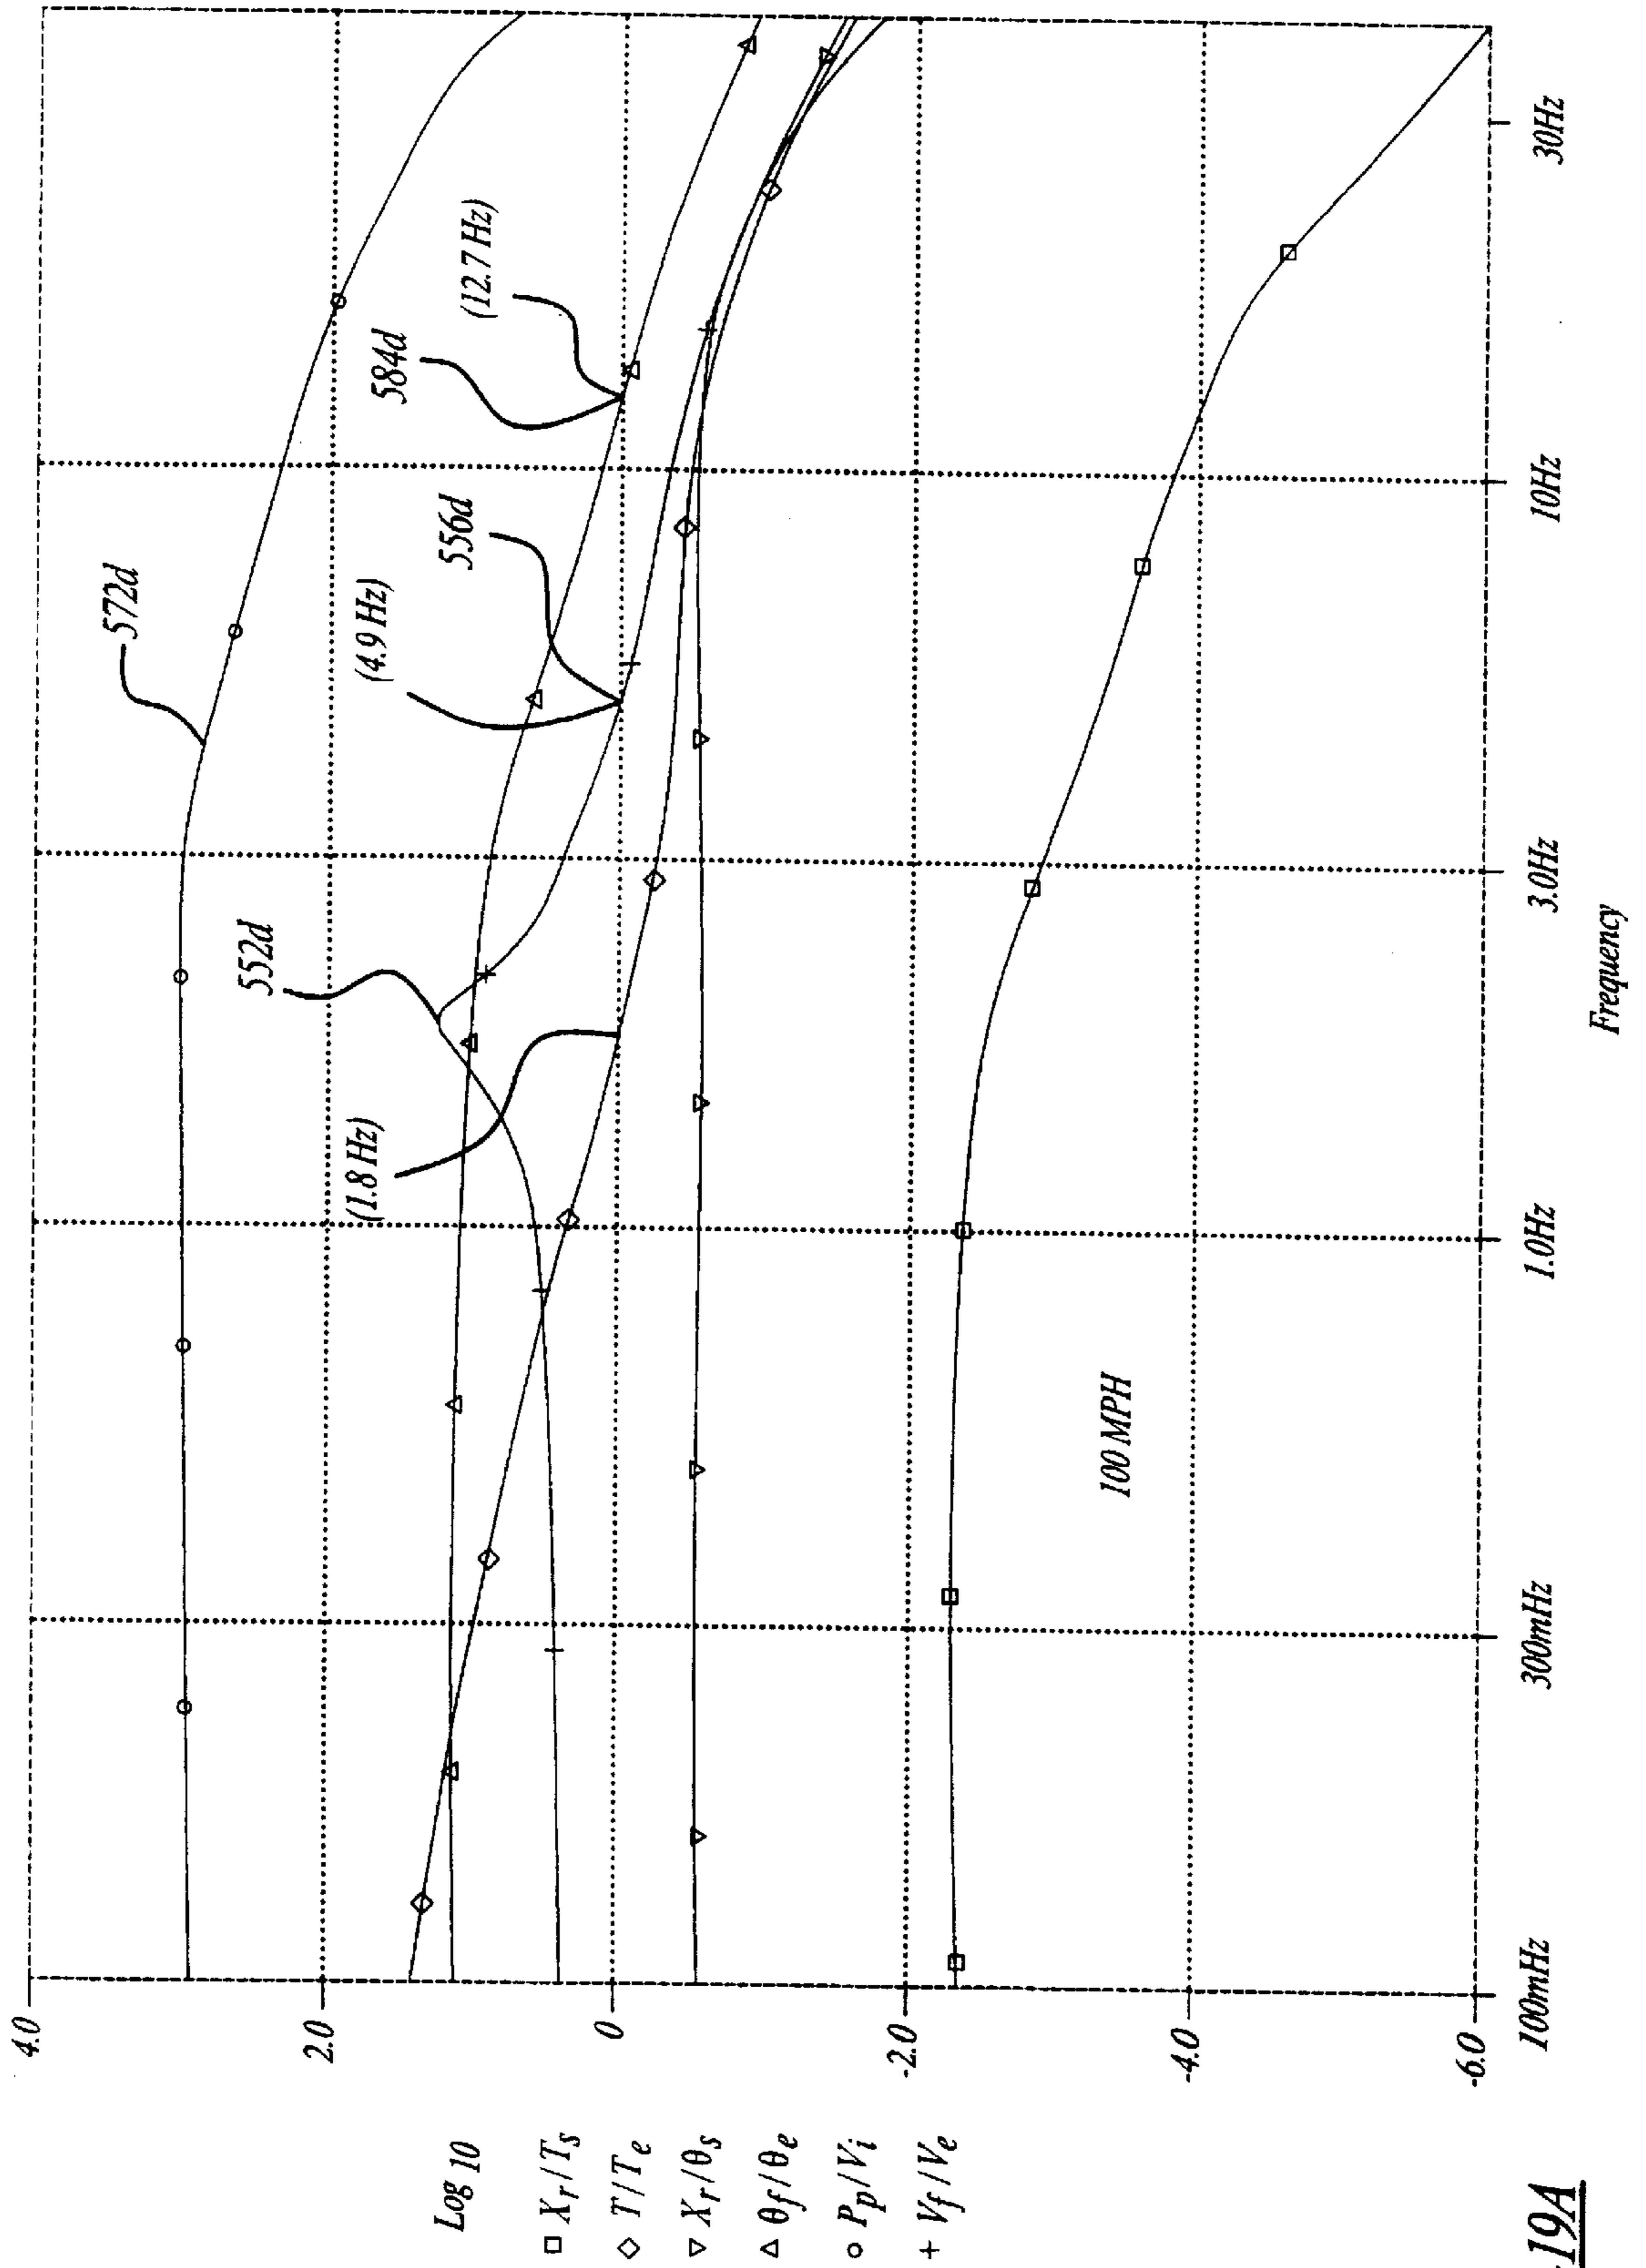 4.0
2.0
0
-2.0
-4.0
-6.0
Log 10
□ Xr/Ts
◇ T/Te
▽ Xr/θs
△ θf/θe
○ Pp/Vi
+ Vf/Ve
572d
552d
(1.8 Hz)
(4.9 Hz)
556d
584d
(12.7 Hz)
100 MPH
100mHz
300mHz
1.0Hz
3.0Hz
10Hz
30Hz
Frequency
19A